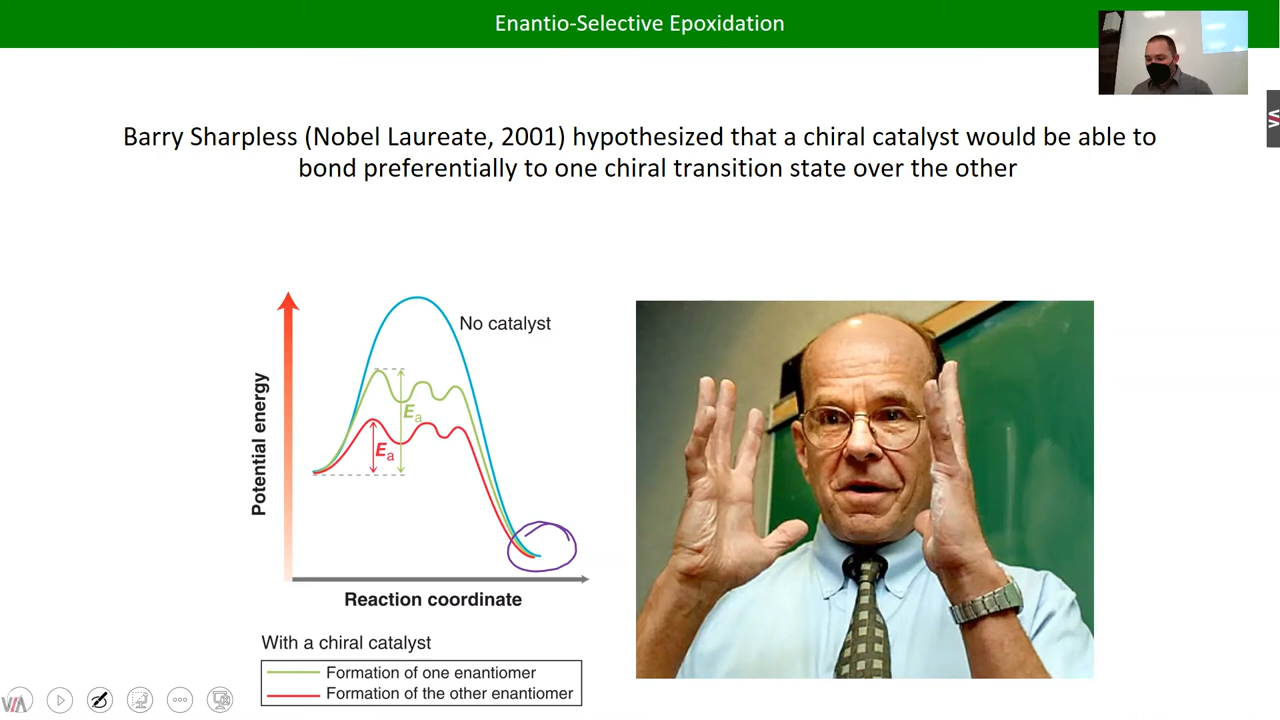 Enantio-Selective Epoxidation
Barry Sharpless (Nobel Laureate, 2001) hypothesized that a chiral catalyst would be able to
bond preferentially to one chiral transition state over the other
No catalyst
Ea
Ea
Potential energy
Reaction coordinate
With a chiral catalyst
Formation of one enantiomer
Formation of the other enantiomer
VIA